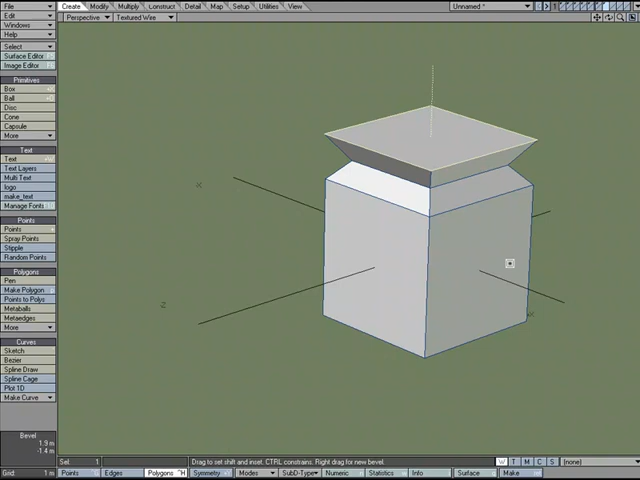 File Create Modify Multiply Construct Detail Map Setup Utilities View Unnamed * 1
Edit Perspective Textured Wire
Windows
Help
Select
Surface Editor
Image Editor
Primitives
Box
Ball
Disc
Cone
Capsule
More
Text
Text
Text Layers
Multi Text
logo
make_text
Manage Fonts
Points
Points
Spray Points
Stipple
Random Points
Polygons
Pen
Make Polygon
Points to Polys
Metaballs
Metaedges
More
Curves
Sketch
Bezier
Spline Draw
Spline Cage
Plot 1D
Make Curve
X
Z
Bevel
1.9 m
-1.4 m
Sel: 1 Drag to set shift and inset. CTRL constrains. Right drag for new bevel. W T M C S (none)
Grid: 1 m Points Edges Polygons ^H Symmetry Modes SubD-Type Numeric Statistics Info Surface Make